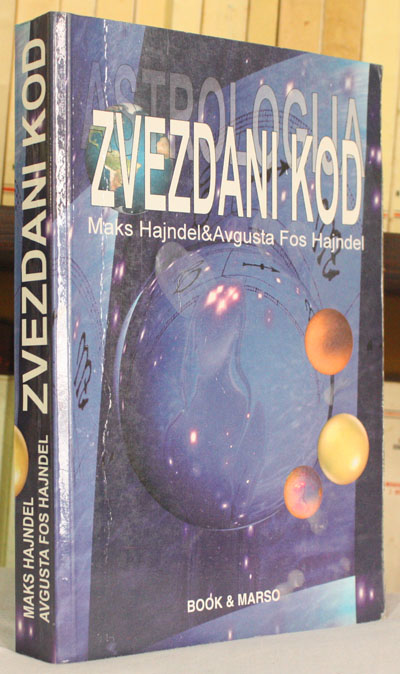 ASTROLOGIJA
ZVEZDANI KOD
Maks Hajndel&Avgusta Fos Hajndel
BOOK & MARSO
MAKS HAJNDEL
AVGUSTA FOS HAJNDEL
ZVEZDANI KOD